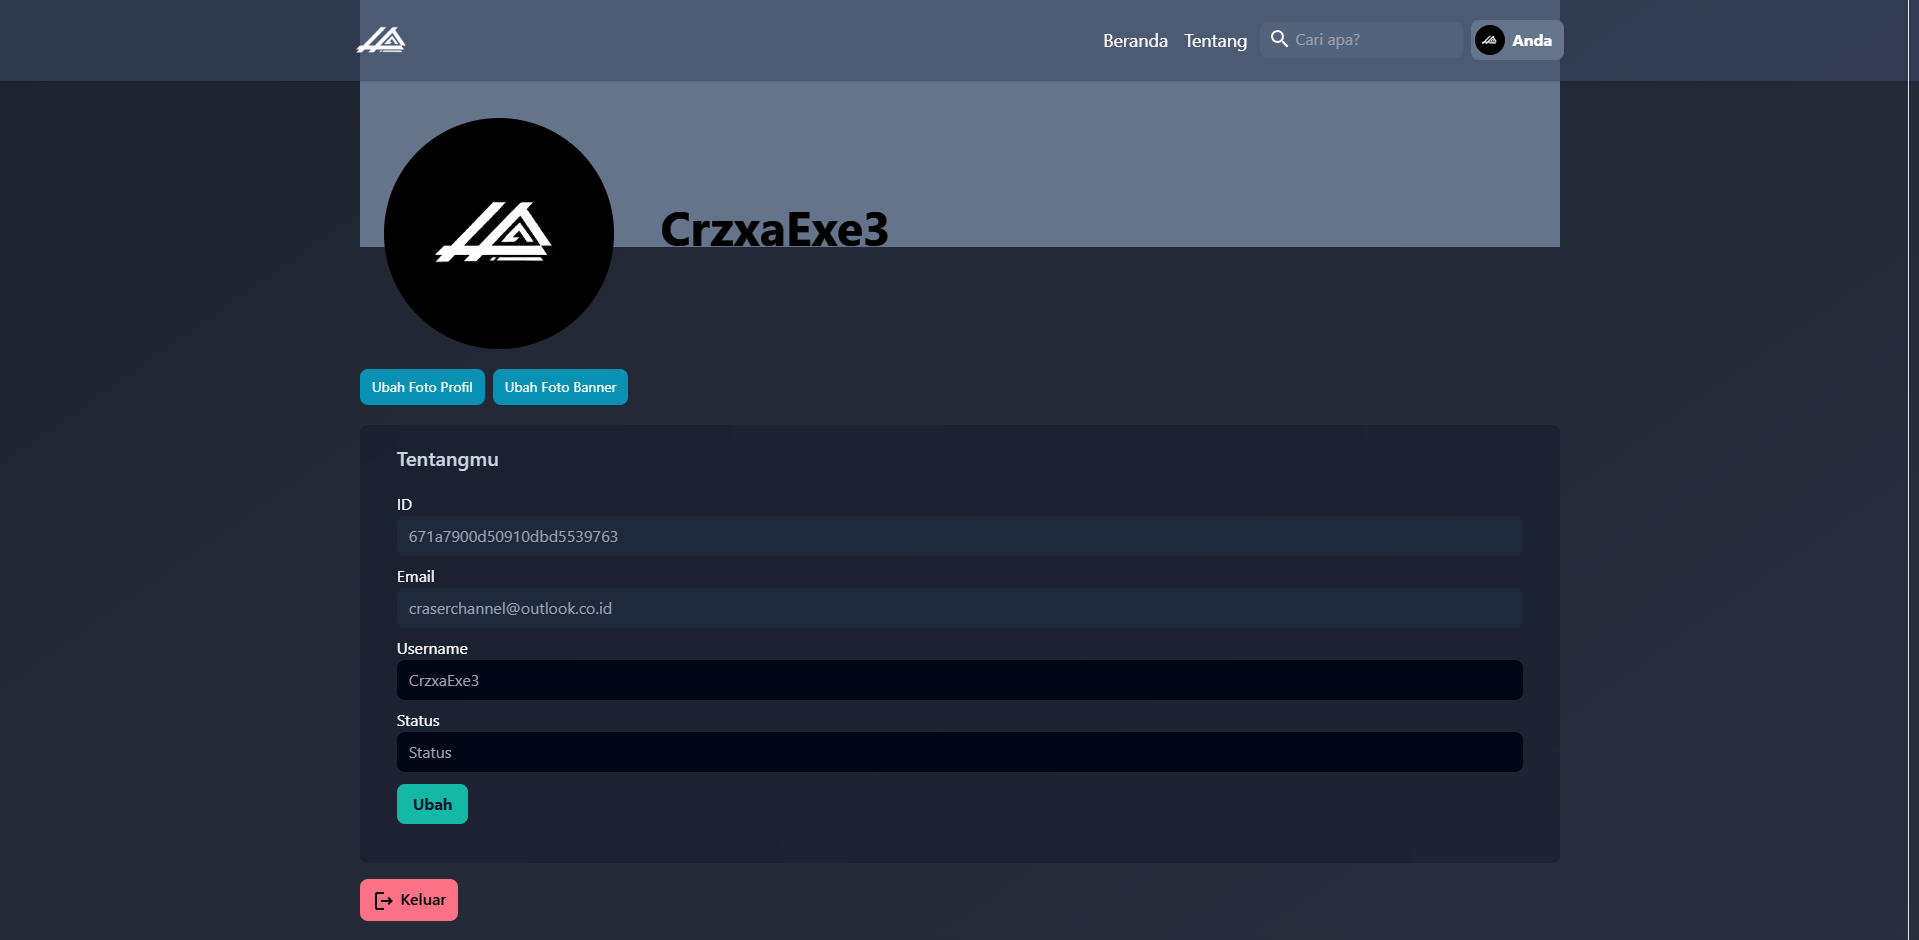 Beranda Tentang Cari apa? Anda
CrzxaExe3
Ubah Foto Profil Ubah Foto Banner
Tentangmu
ID
671a7900d50910dbd5539763
Email
craserchannel@outlook.co.id
Username
CrzxaExe3
Status
Status
Ubah
Keluar